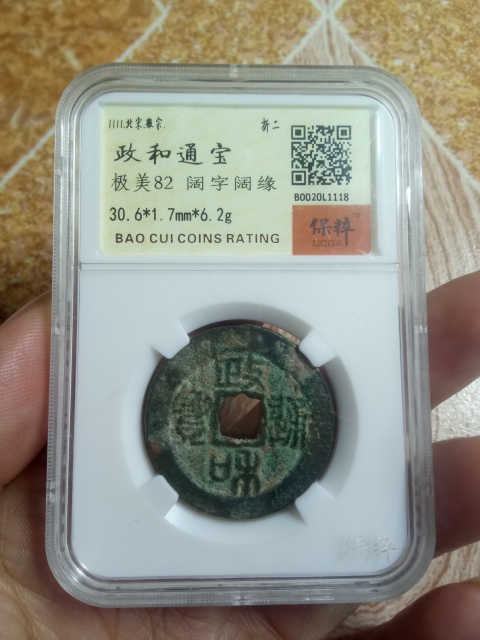 1111.北宋.徽宗. 折二
政和通宝
极美82 阔字阔缘
B0020L1118
30.6*1.7mm*6.2g
保粹
BAO CUI COINS RATING
政
寳 通
和